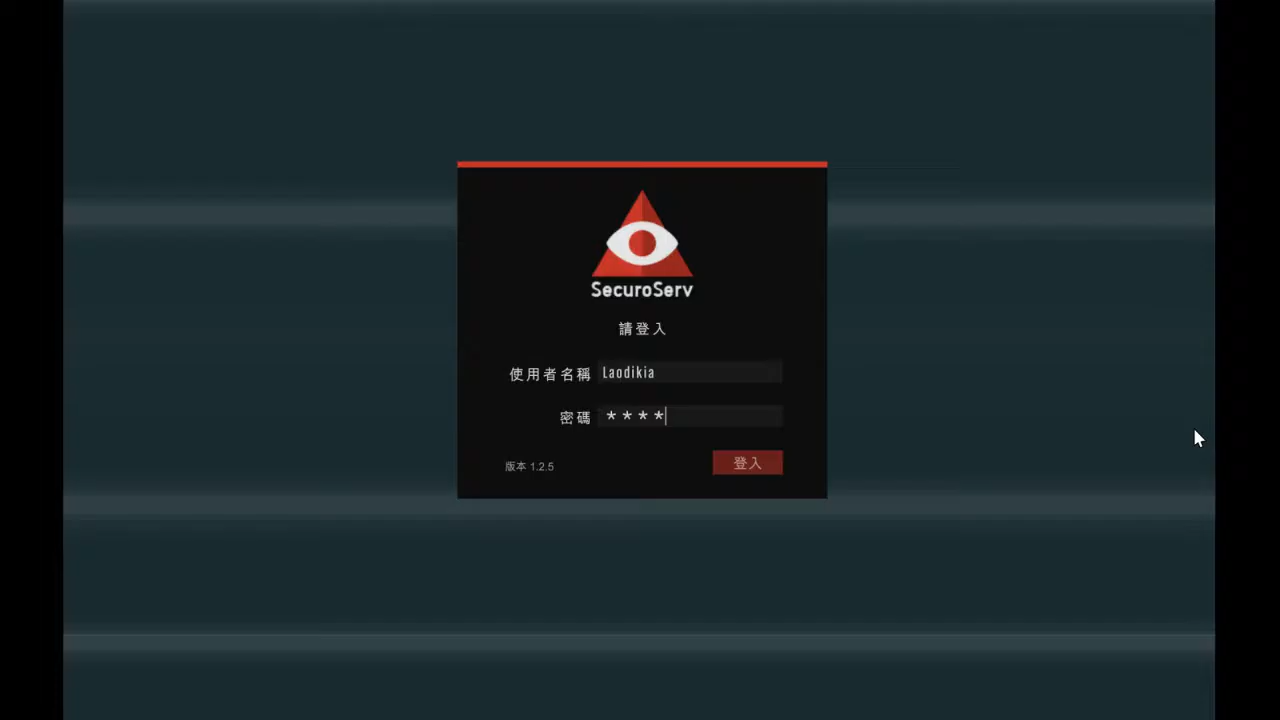 SecuroServ
請登入
使用者名稱 Laodikia
密碼 ****
版本 1.2.5 登入